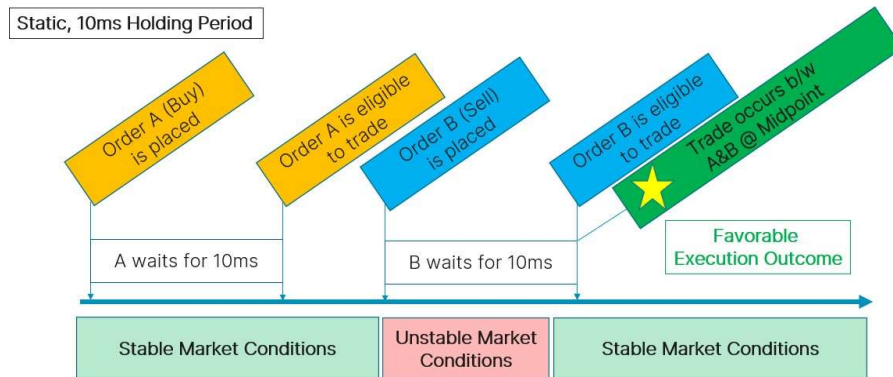 Static, 10ms Holding Period
Order A (Buy)
is placed
Order A is eligible
to trade
Order B (Sell)
is placed
Order B is eligible
to trade
Trade occurs b/w
A&B @ Midpoint
A waits for 10ms
B waits for 10ms
Favorable
Execution Outcome
Stable Market Conditions
Unstable Market
Conditions
Stable Market Conditions